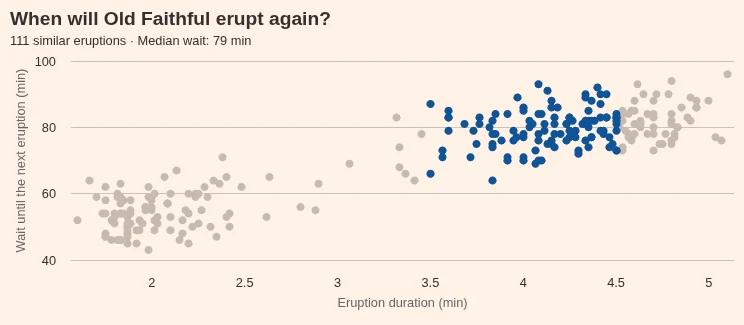 When will Old Faithful erupt again?
111 similar eruptions · Median wait: 79 min
Wait until the next eruption (min)
100
80
60
40
2
2.5
3
3.5
4
4.5
5
Eruption duration (min)